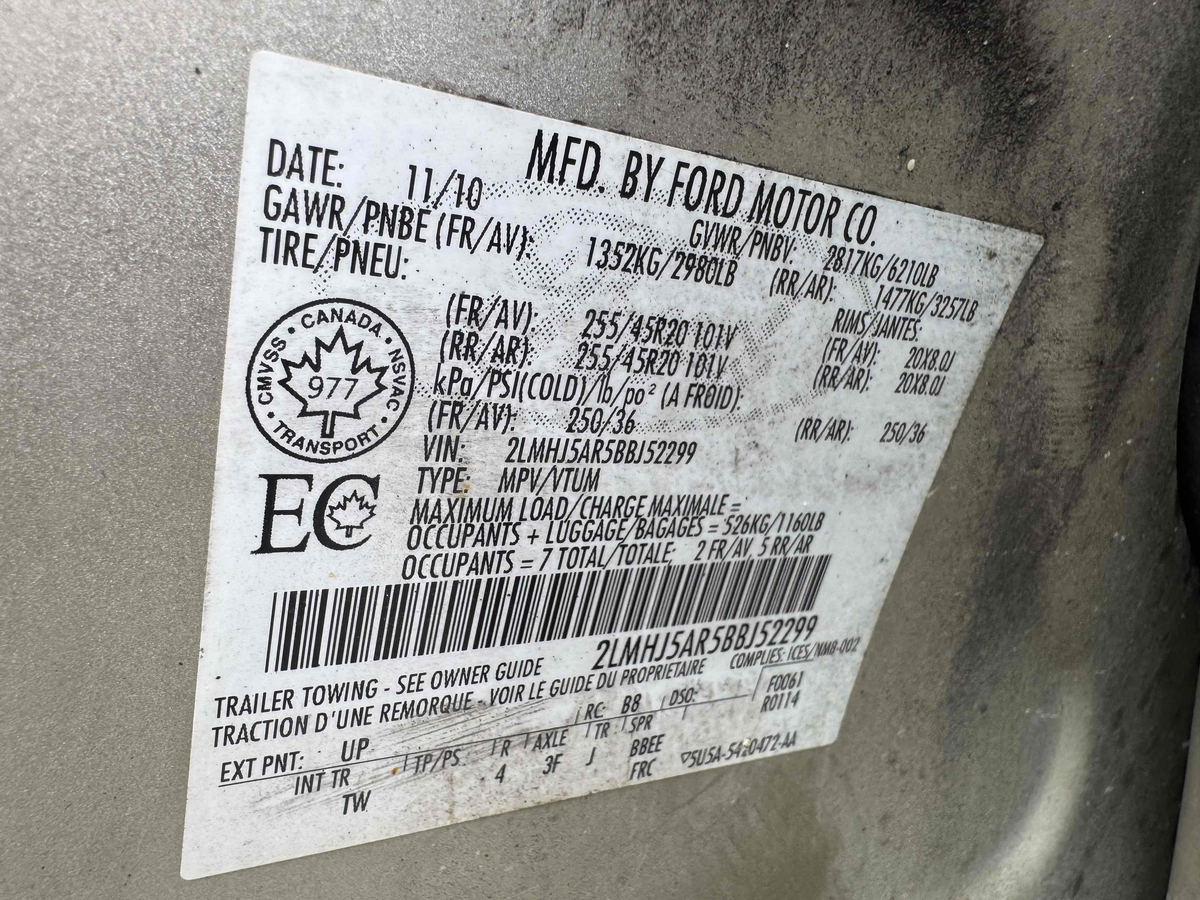 MFD. BY FORD MOTOR CO.
DATE: 11/10 GVWR/PNBV: 2817KG/6210LB
GAWR/PNBE (FR/AV): 1352KG/2980LB (RR/AR): 1477KG/3257LB
TIRE/PNEU: RIMS/JANTES:
(FR/AV): 255/45R20 101V (FR/AV): 20X8.0J
(RR/AR): 255/45R20 101V (RR/AR): 20X8.0J
kPa/PSI(COLD)/lb/po² (A FROID):
(FR/AV): 250/36 (RR/AR): 250/36
VIN: 2LMHJ5AR5BBJ52299
TYPE: MPV/VTUM
MAXIMUM LOAD/CHARGE MAXIMALE =
OCCUPANTS + LUGGAGE/BAGAGES = 526KG/1160LB
OCCUPANTS = 7 TOTAL/TOTALE, 2 FR/AV, 5 RR/AR
CANADA
CMVSS • NSVAC
977
TRANSPORT
EC
2LMHJ5AR5BBJ52299
TRAILER TOWING - SEE OWNER GUIDE COMPLIES: ICES/NMB-002
TRACTION D'UNE REMORQUE - VOIR LE GUIDE DU PROPRIETAIRE
EXT PNT: UP RC: B8 DSO: F0061
R0114
INT TR TP/PS R AXLE TR SPR
TW 4 3F J BBEE
FRC ▽5U5A-5420472-AA